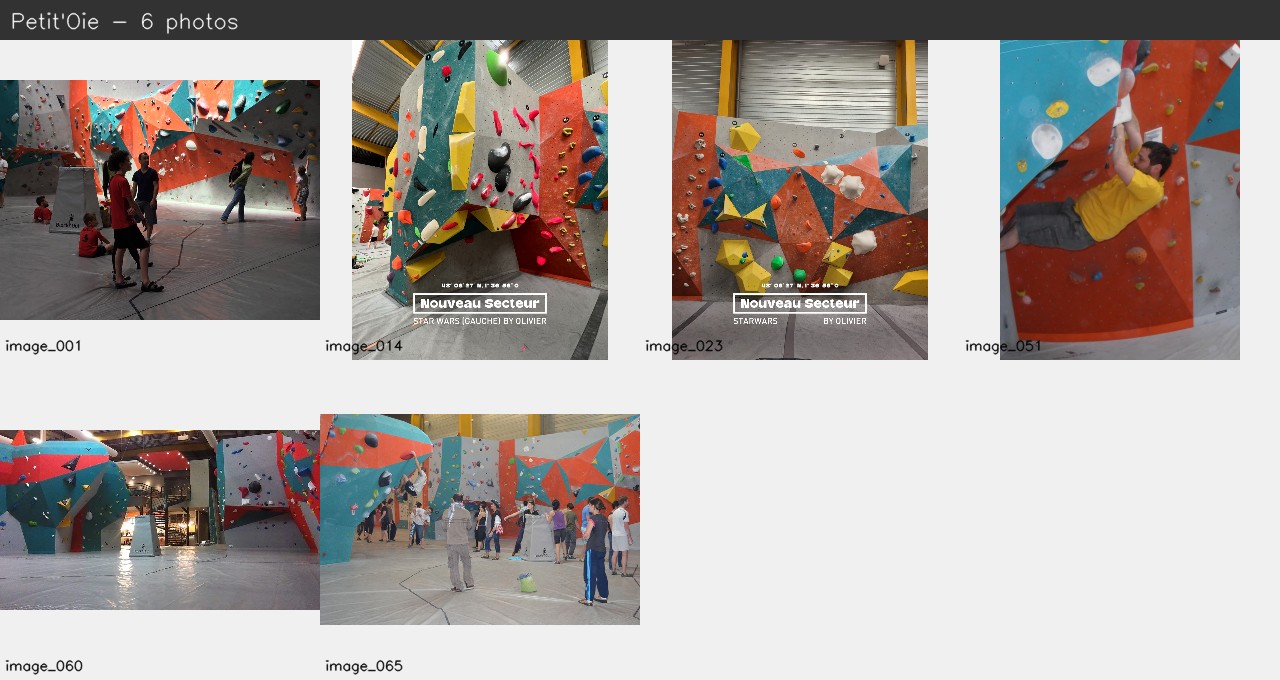 Petit'Oie – 6 photos
Nouveau Secteur
STAR WARS (GAUCHE) BY OLIVIER
Nouveau Secteur
STARWARS BY OLIVIER
image_001
image_014
image_023
image_051
image_060
image_065